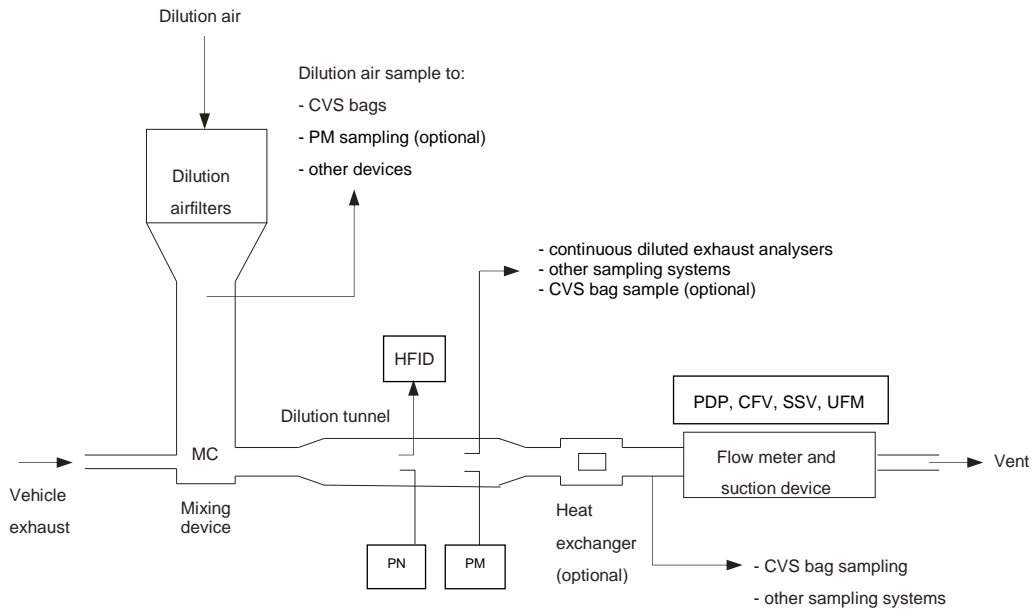 Dilution air
Dilution air sample to:
- CVS bags
- PM sampling (optional)
- other devices
Dilution
airfilters
- continuous diluted exhaust analysers
- other sampling systems
- CVS bag sample (optional)
HFID
PDP, CFV, SSV, UFM
Dilution tunnel
MC
Flow meter and
suction device
Vent
Vehicle
exhaust
Mixing
device
Heat
exchanger
(optional)
PN
PM
- CVS bag sampling
- other sampling systems